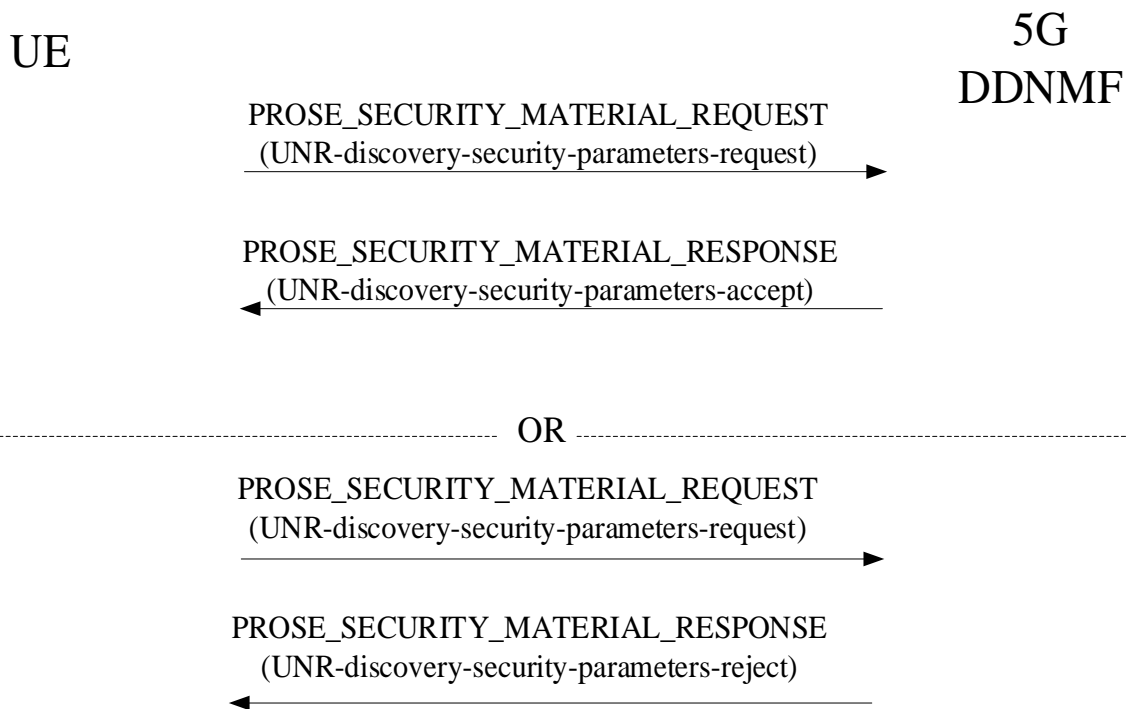 UE
5G
DDNMF
PROSE_SECURITY_MATERIAL_REQUEST
(UNR-discovery-security-parameters-request)
PROSE_SECURITY_MATERIAL_RESPONSE
(UNR-discovery-security-parameters-accept)
OR
PROSE_SECURITY_MATERIAL_REQUEST
(UNR-discovery-security-parameters-request)
PROSE_SECURITY_MATERIAL_RESPONSE
(UNR-discovery-security-parameters-reject)